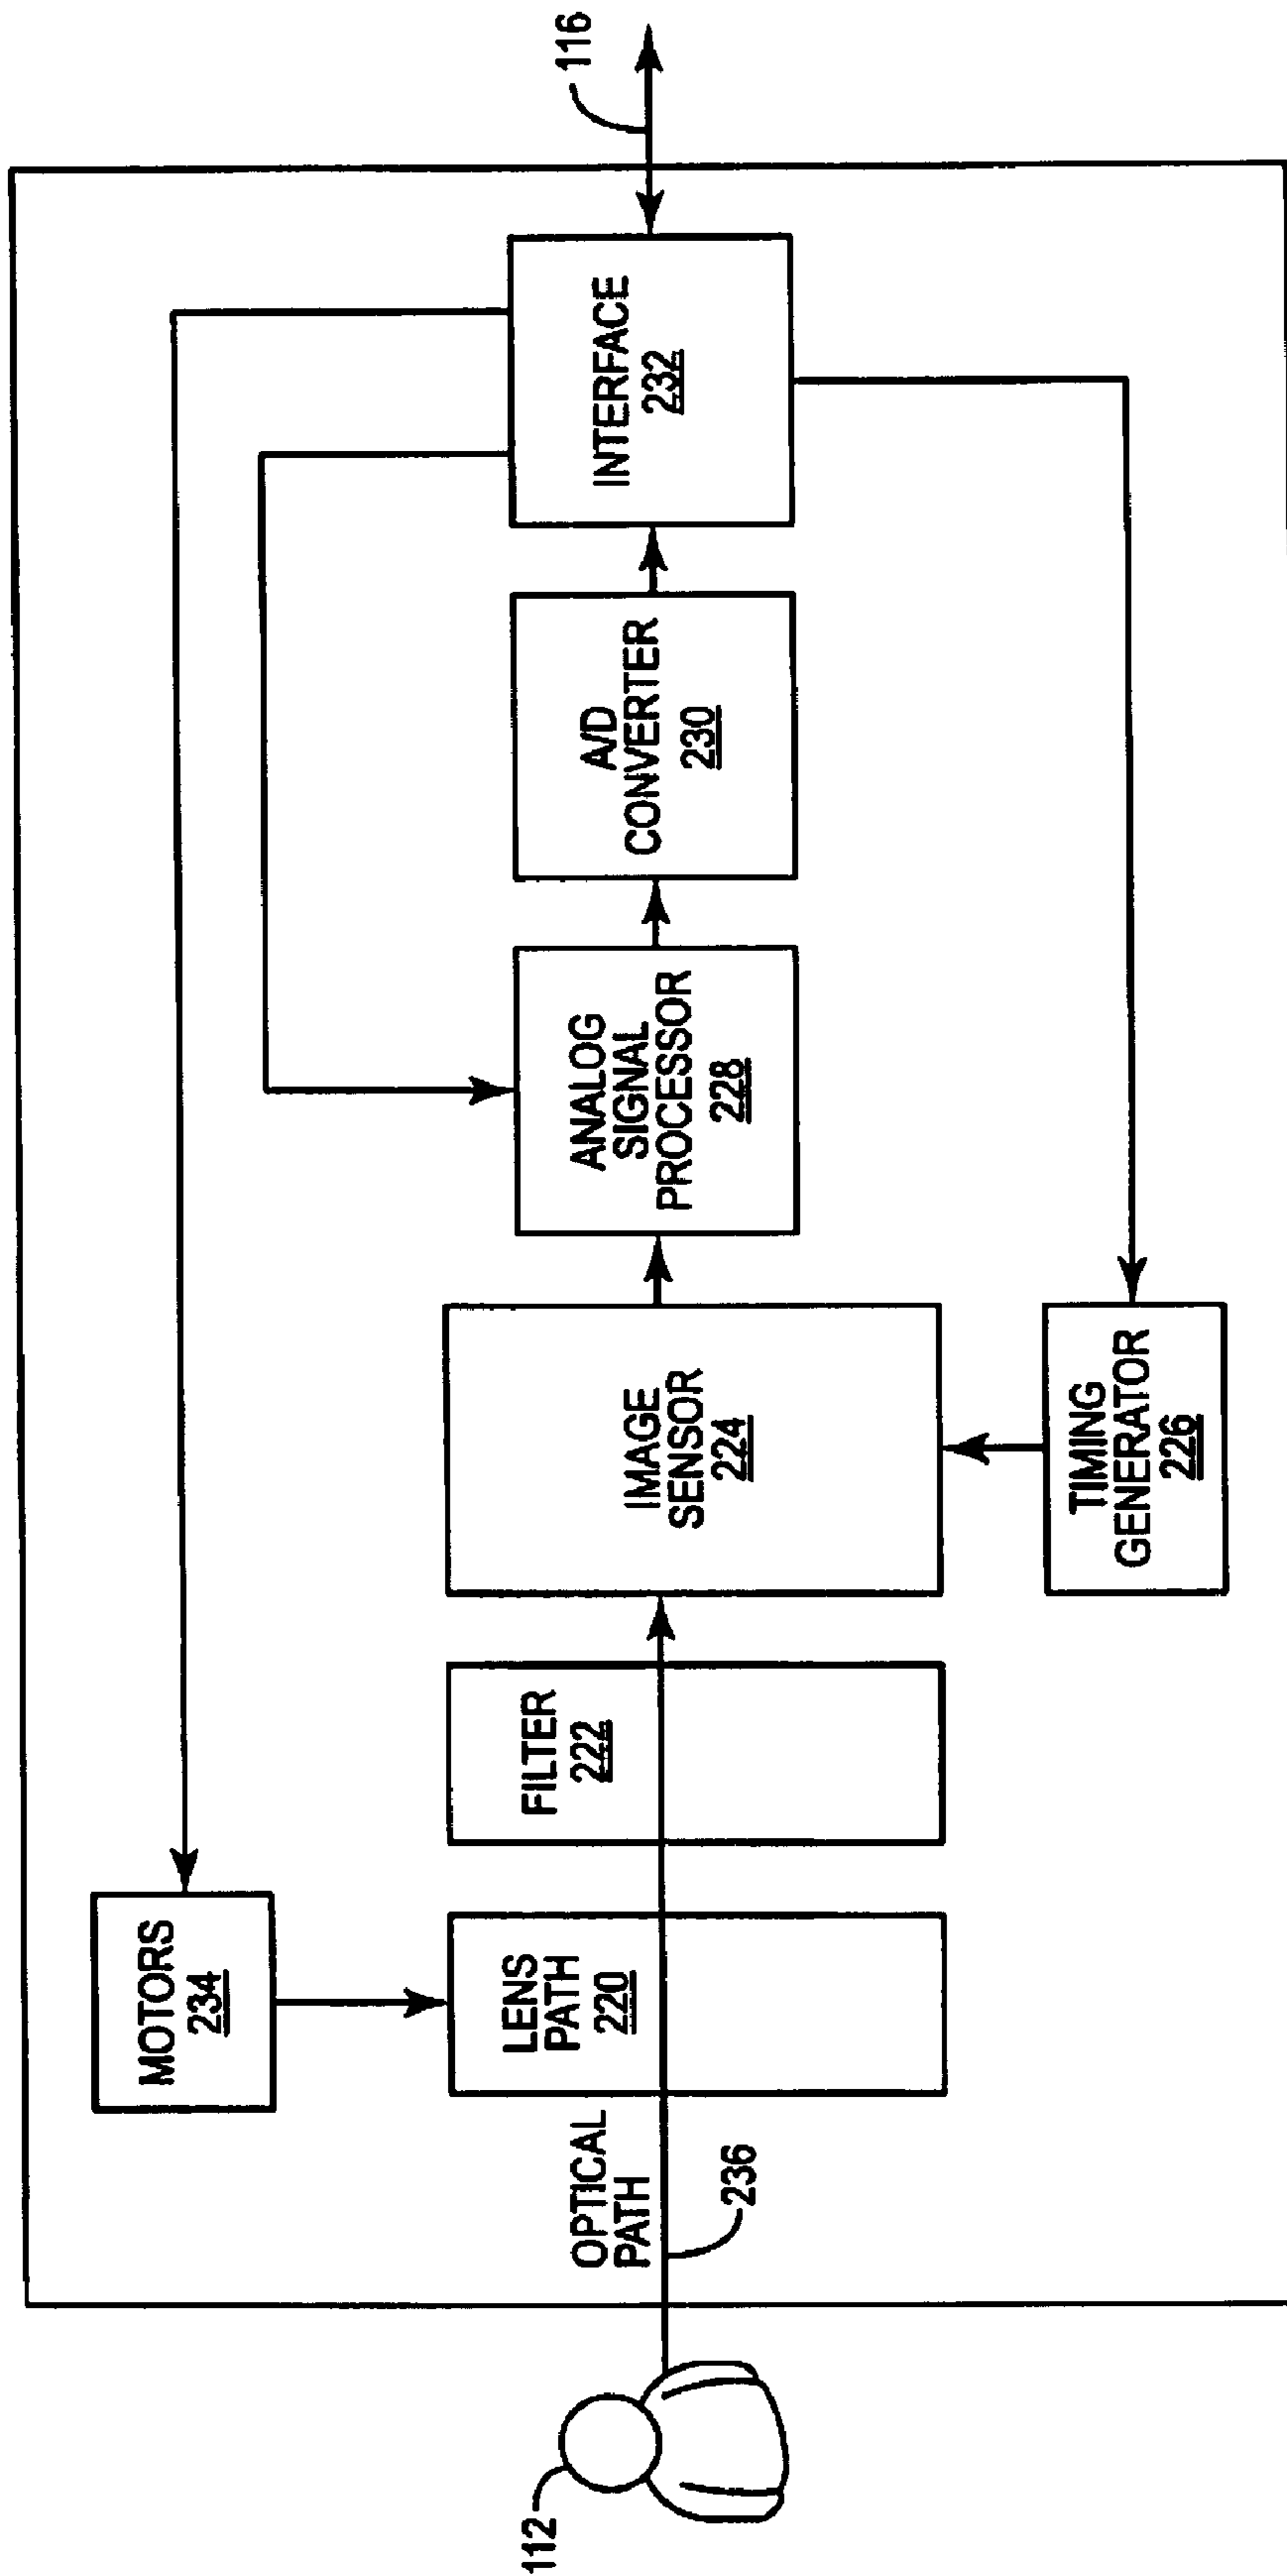 112
OPTICAL
PATH
236
MOTORS
234
LENS
PATH
220
FILTER
222
IMAGE
SENSOR
224
TIMING
GENERATOR
226
ANALOG
SIGNAL
PROCESSOR
228
A/D
CONVERTER
230
INTERFACE
232
116